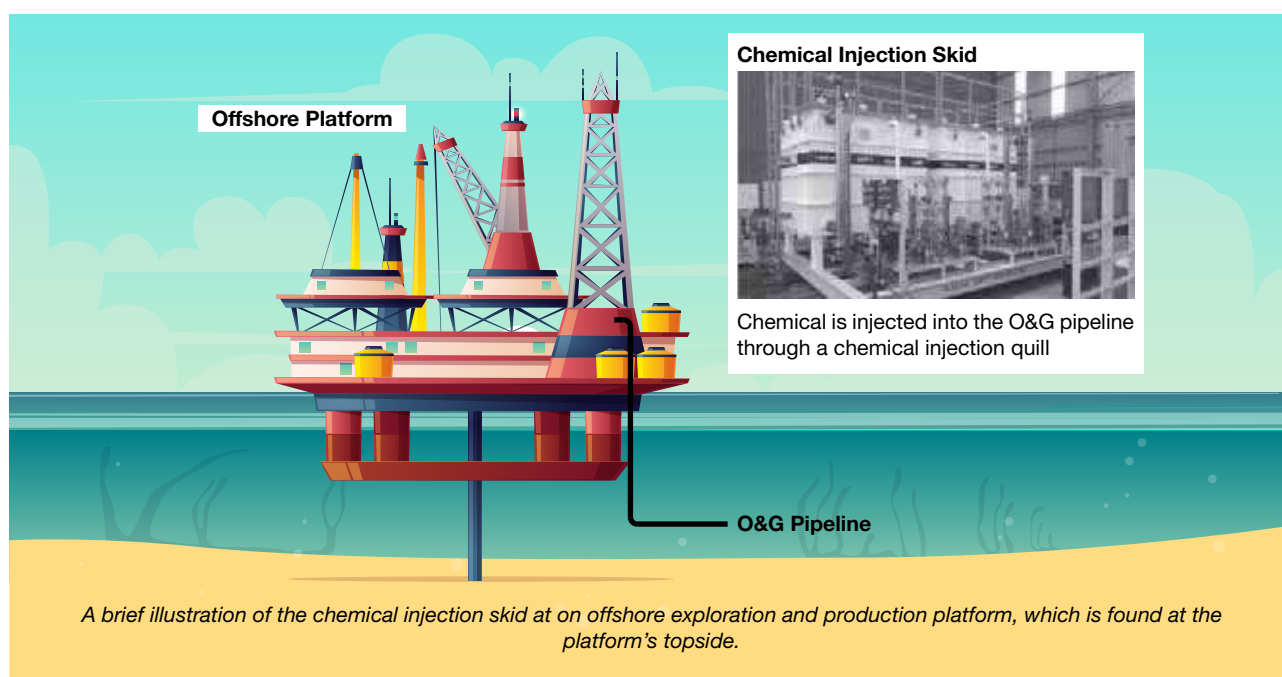 Chemical Injection Skid
Offshore Platform
Chemical is injected into the O&G pipeline
through a chemical injection quill
O&G Pipeline
A brief illustration of the chemical injection skid at on offshore exploration and production platform, which is found at the
platform's topside.